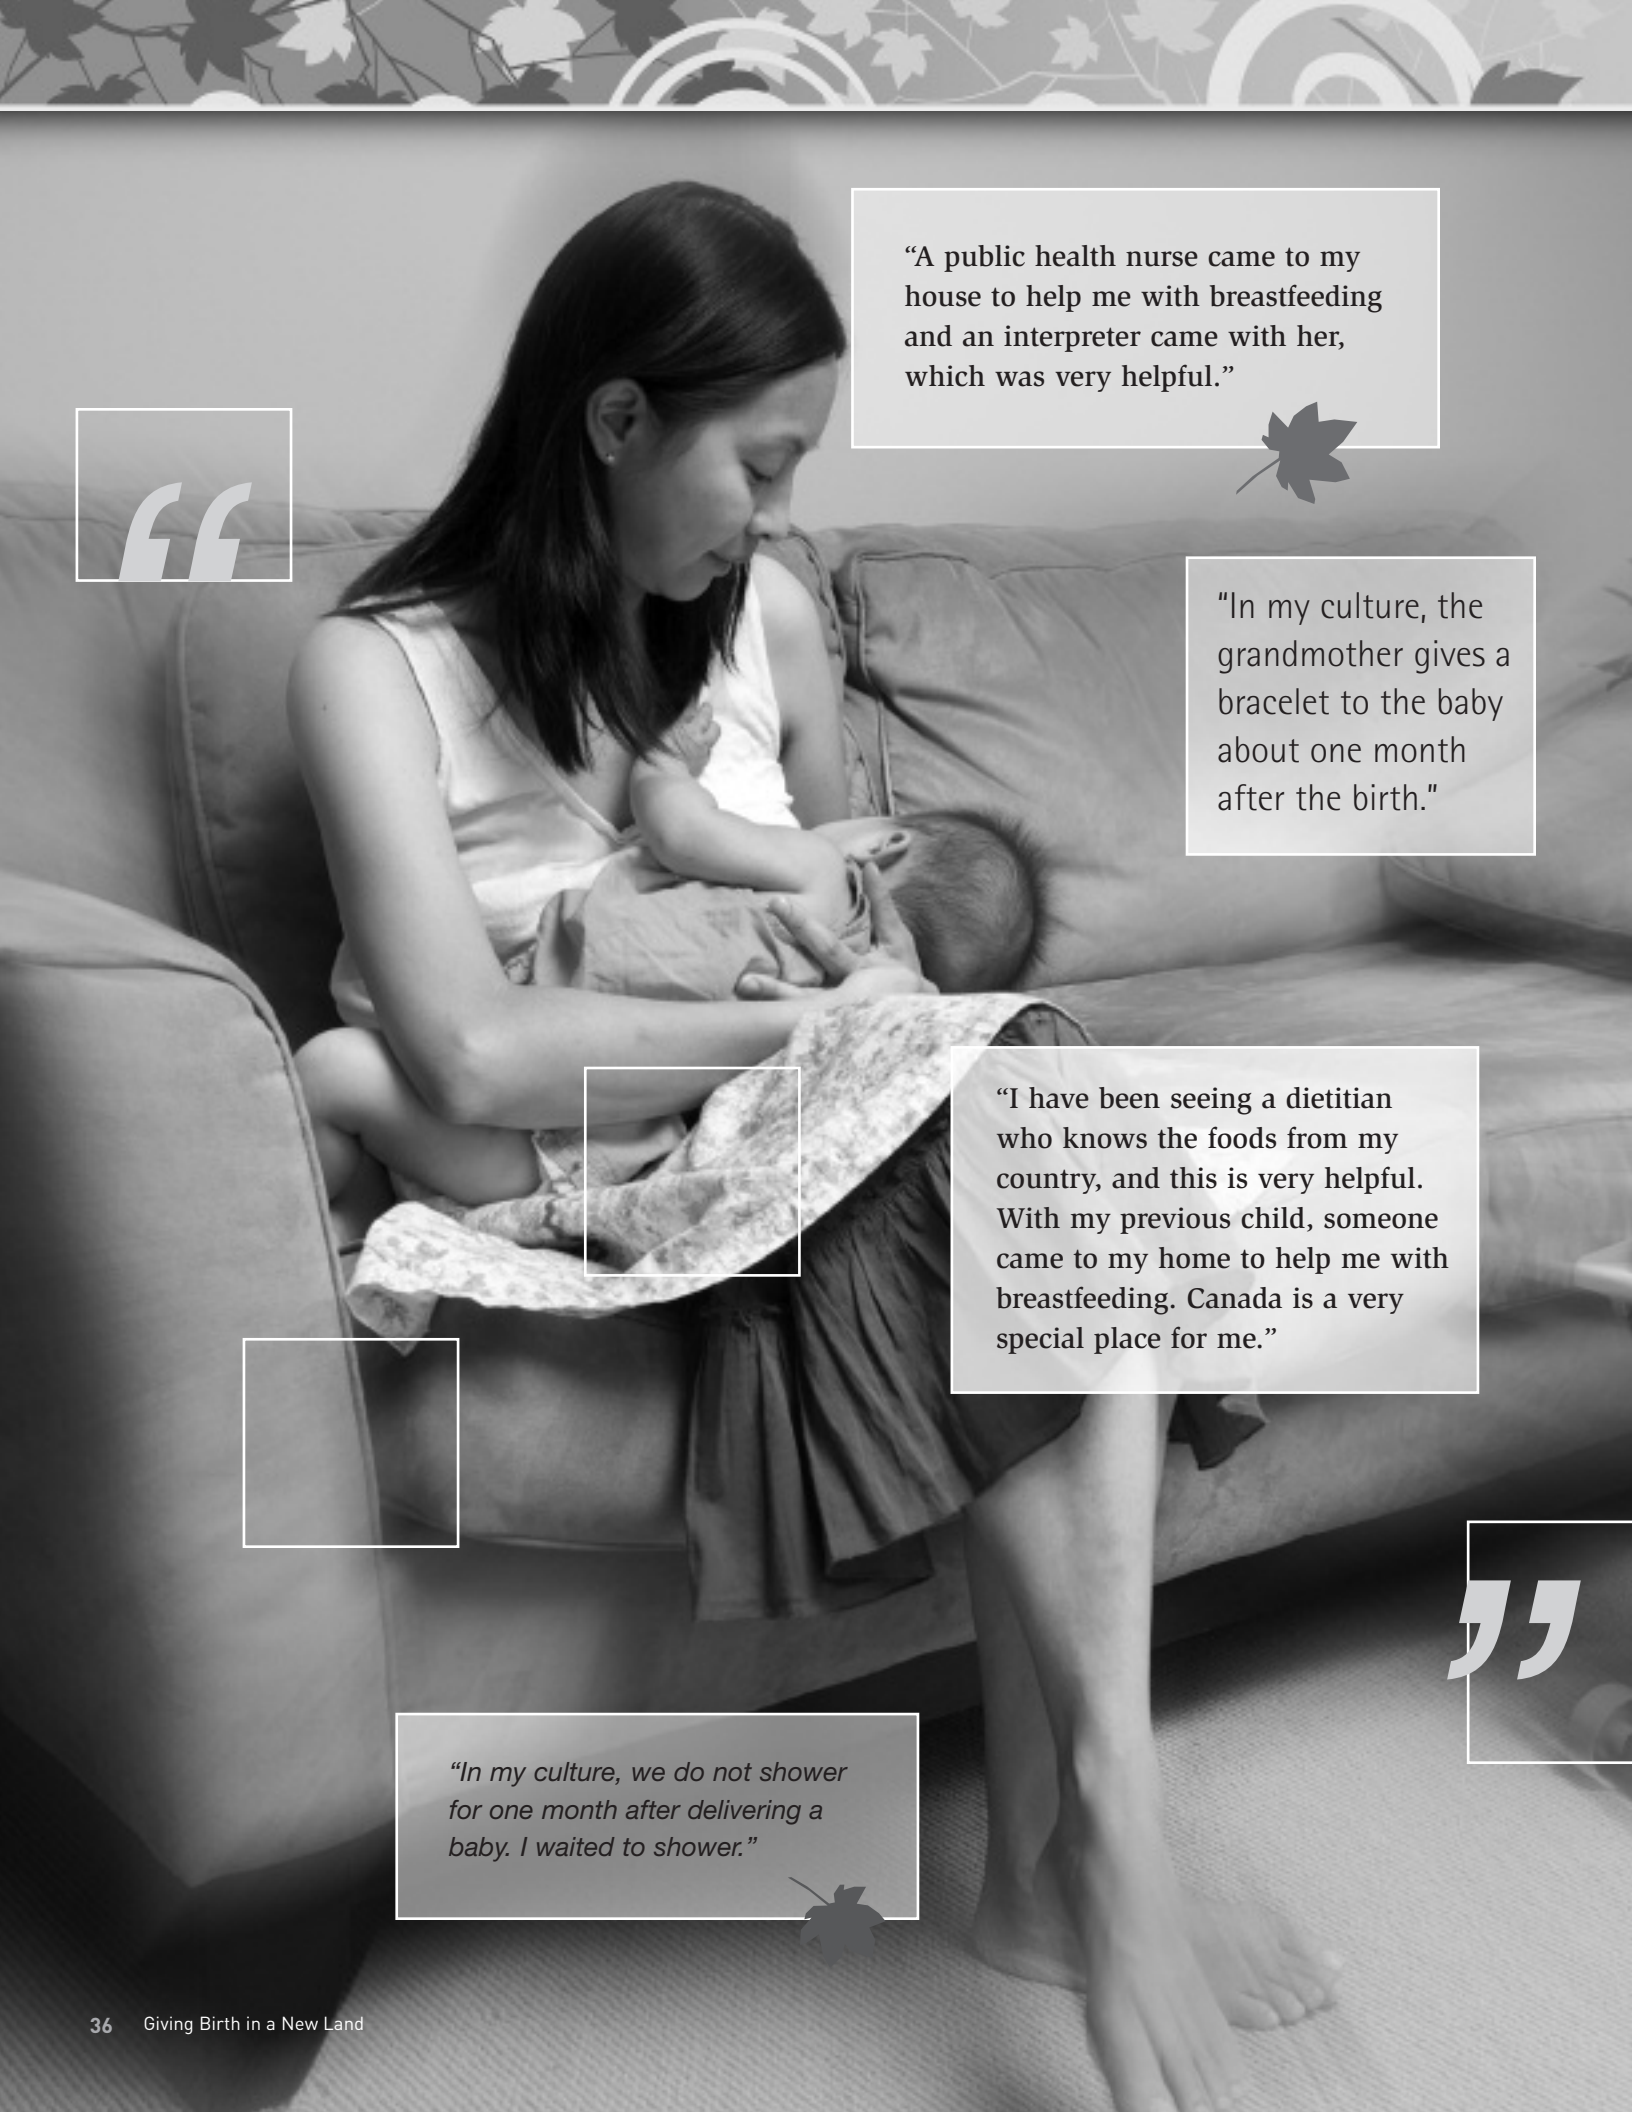 “A public health nurse came to my
house to help me with breastfeeding
and an interpreter came with her,
which was very helpful.”
“
“In my culture, the
grandmother gives a
bracelet to the baby
about one month
after the birth.”
“I have been seeing a dietitian
who knows the foods from my
country, and this is very helpful.
With my previous child, someone
came to my home to help me with
breastfeeding. Canada is a very
special place for me.”
”
“In my culture, we do not shower
for one month after delivering a
baby. I waited to shower.”
36 Giving Birth in a New Land